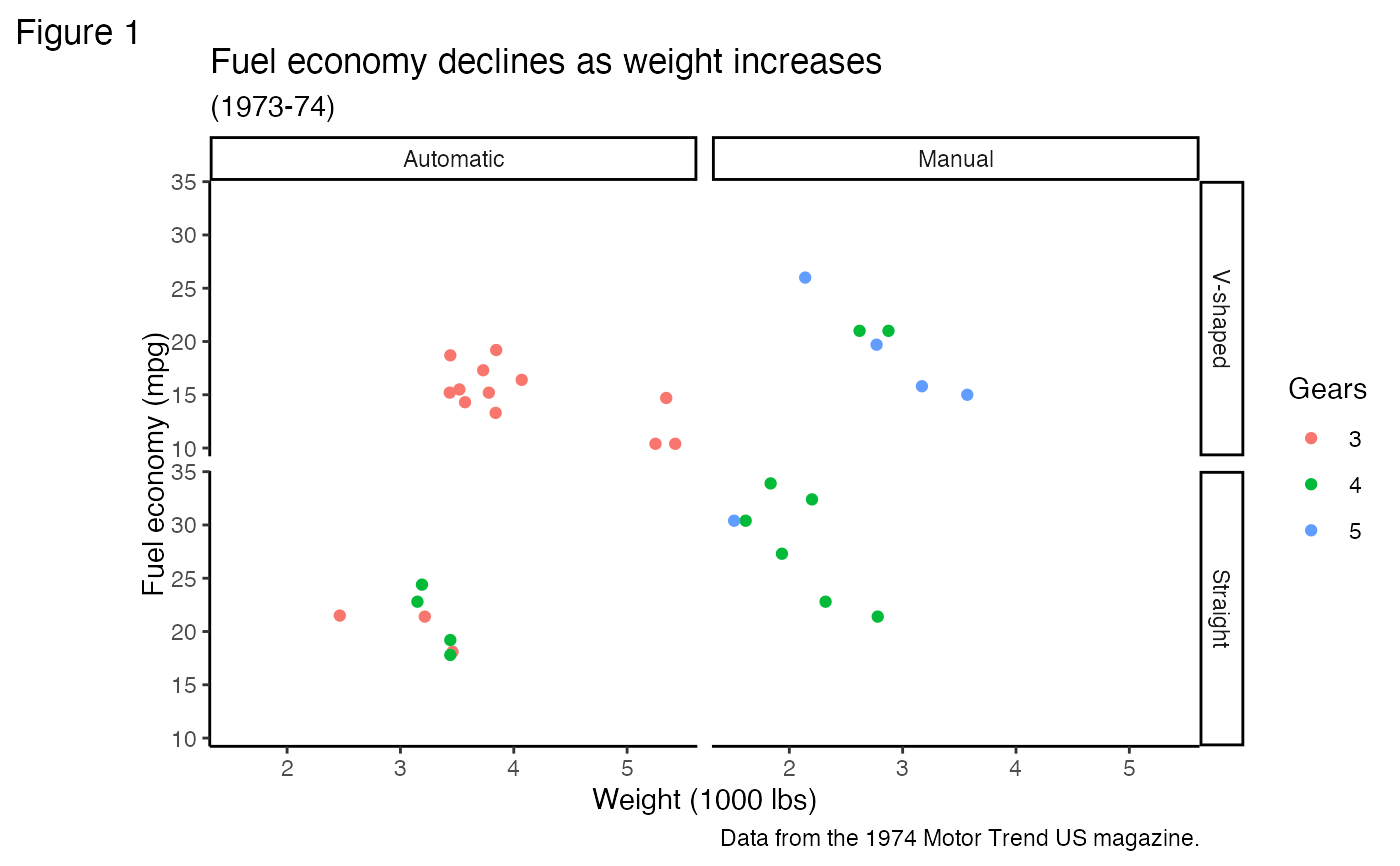 Figure 1
Fuel economy declines as weight increases
(1973-74)
Automatic
Manual
35
30
25
20
15
10
V-shaped
Fuel economy (mpg)
35
30
25
20
15
10
Straight
2
3
4
5
2
3
4
5
Weight (1000 lbs)
Gears
3
4
5
Data from the 1974 Motor Trend US magazine.